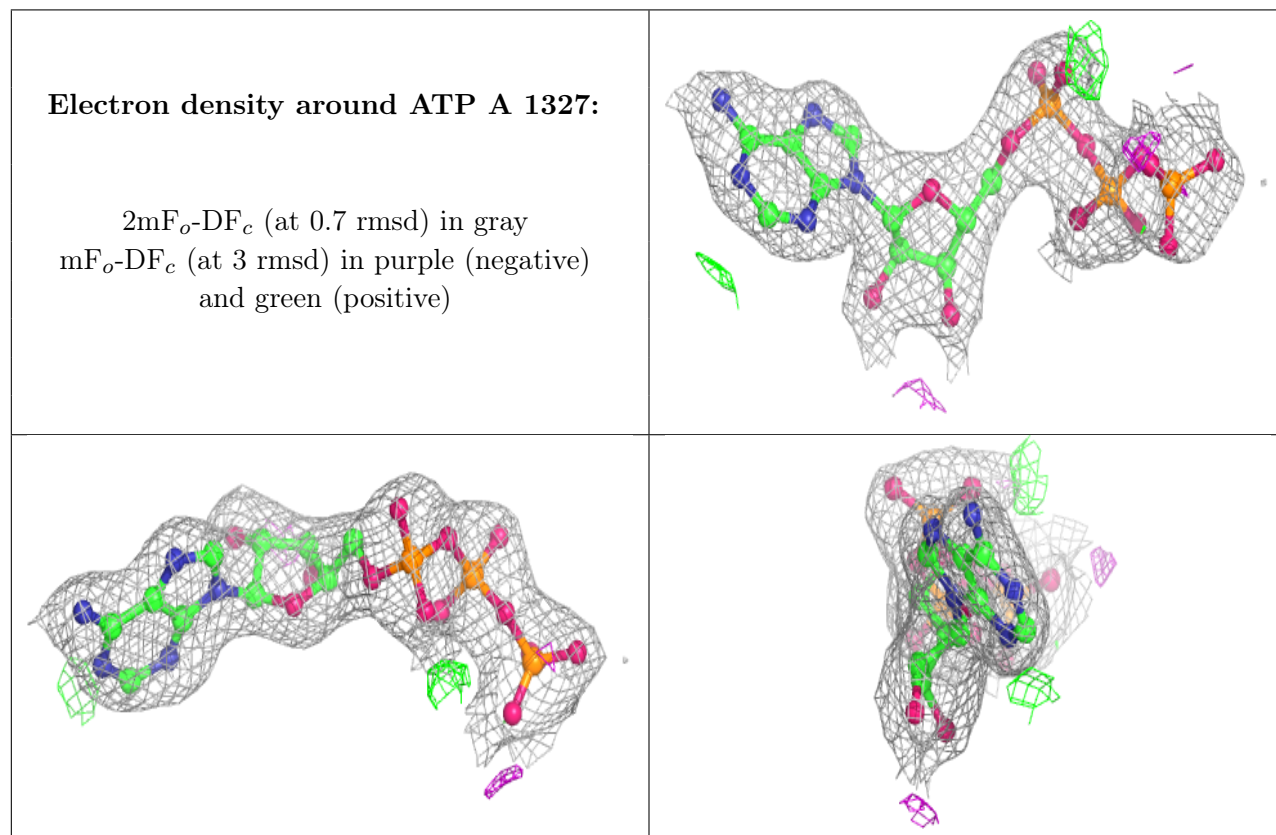 Electron density around ATP A 1327:
2mFo-DFc (at 0.7 rmsd) in gray
mFo-DFc (at 3 rmsd) in purple (negative)
and green (positive)